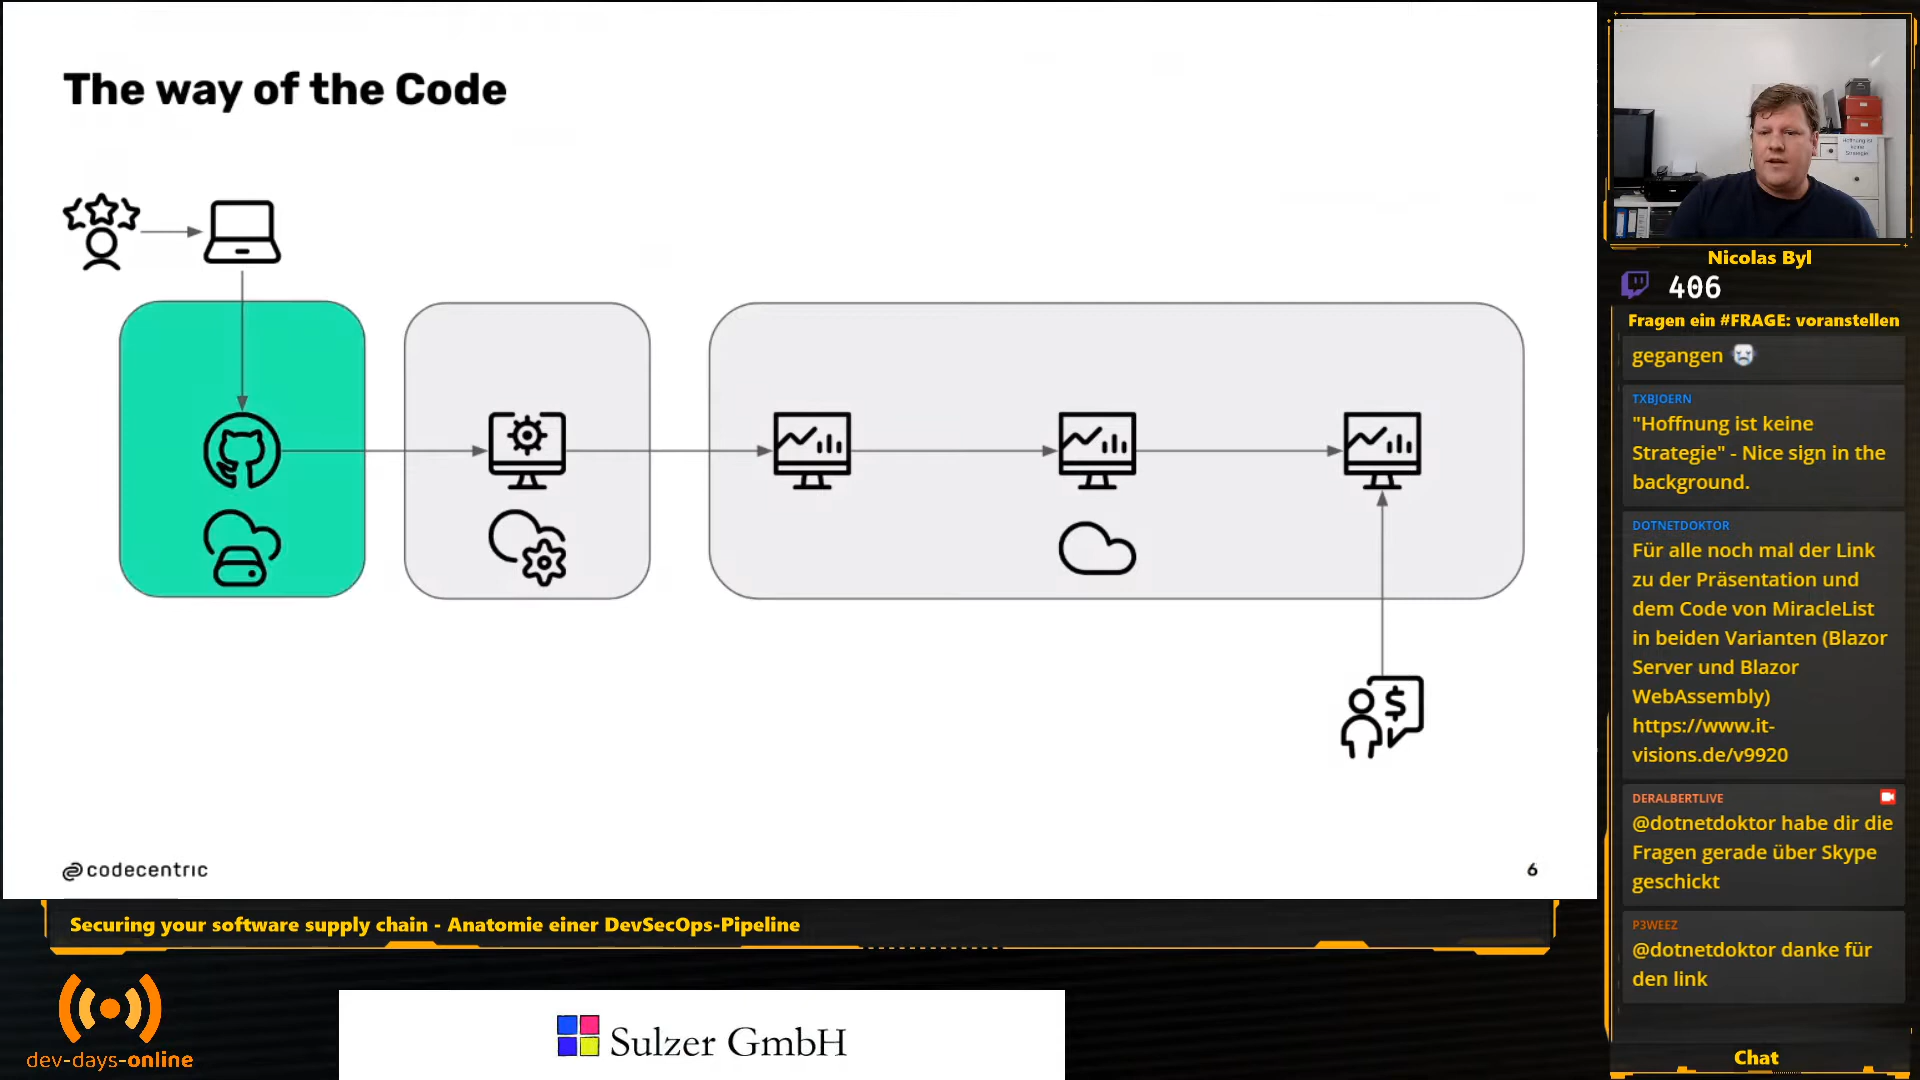 The way of the Code
$
codecentric
6
Securing your software supply chain - Anatomie einer DevSecOps-Pipeline
dev-days-online
Sulzer GmbH
Hoffnung ist
keine
Strategie!
Nicolas Byl
406
Fragen ein #FRAGE: voranstellen
gegangen
TXBJOERN
"Hoffnung ist keine
Strategie" - Nice sign in the
background.
DOTNETDOKTOR
Für alle noch mal der Link
zu der Präsentation und
dem Code von MiracleList
in beiden Varianten (Blazor
Server und Blazor
WebAssembly)
https://www.it-
visions.de/v9920
DERALBERTLIVE
@dotnetdoktor habe dir die
Fragen gerade über Skype
geschickt
P3WEEZ
@dotnetdoktor danke für
den link
Chat